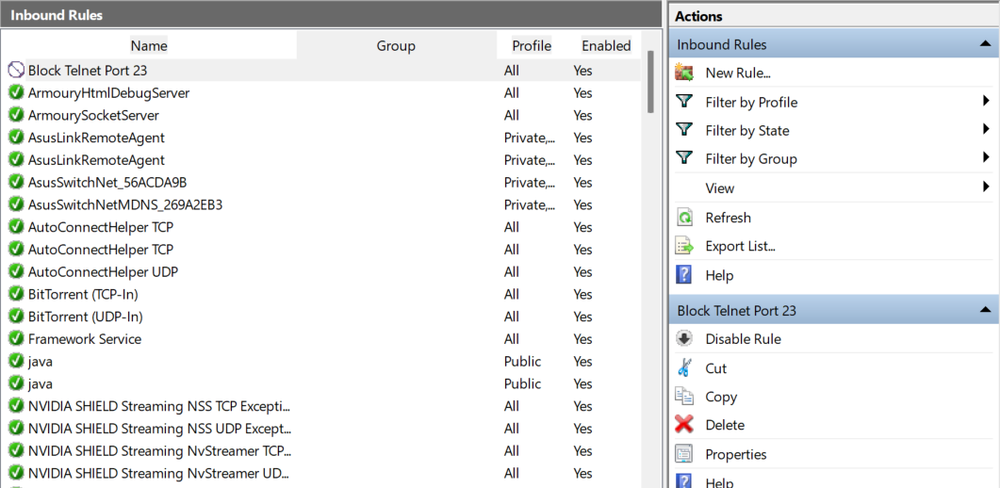 Inbound Rules
Name Group Profile Enabled
Block Telnet Port 23 All Yes
ArmouryHtmlDebugServer All Yes
ArmourySocketServer All Yes
AsusLinkRemoteAgent Private,... Yes
AsusLinkRemoteAgent Private,... Yes
AsusSwitchNet_56ACDA9B Private,... Yes
AsusSwitchNetMDNS_269A2EB3 Private,... Yes
AutoConnectHelper TCP All Yes
AutoConnectHelper TCP All Yes
AutoConnectHelper UDP All Yes
BitTorrent (TCP-In) All Yes
BitTorrent (UDP-In) All Yes
Framework Service All Yes
java Public Yes
java Public Yes
NVIDIA SHIELD Streaming NSS TCP Excepti... All Yes
NVIDIA SHIELD Streaming NSS UDP Except... All Yes
NVIDIA SHIELD Streaming NvStreamer TCP... All Yes
NVIDIA SHIELD Streaming NvStreamer UD... All Yes
Actions
Inbound Rules
New Rule...
Filter by Profile
Filter by State
Filter by Group
View
Refresh
Export List...
Help
Block Telnet Port 23
Disable Rule
Cut
Copy
Delete
Properties
Help